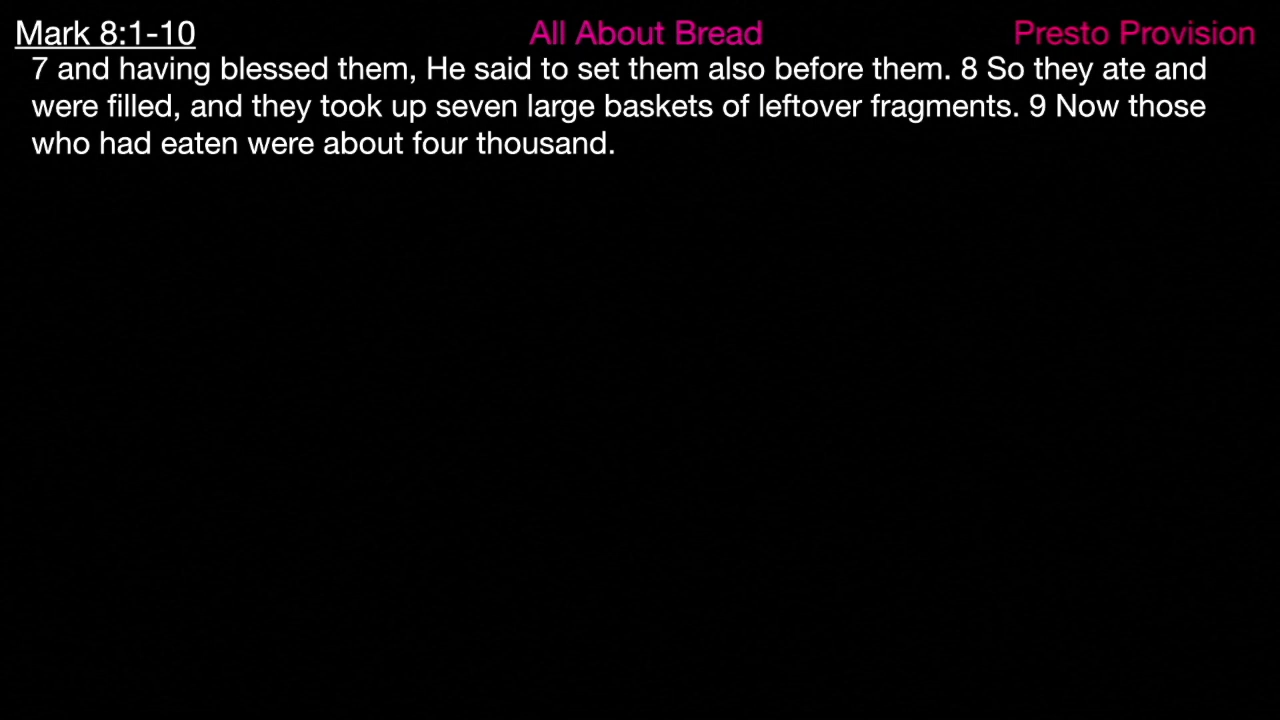 Mark 8:1-10 All About Bread Presto Provision
7 and having blessed them, He said to set them also before them. 8 So they ate and
were filled, and they took up seven large baskets of leftover fragments. 9 Now those
who had eaten were about four thousand.